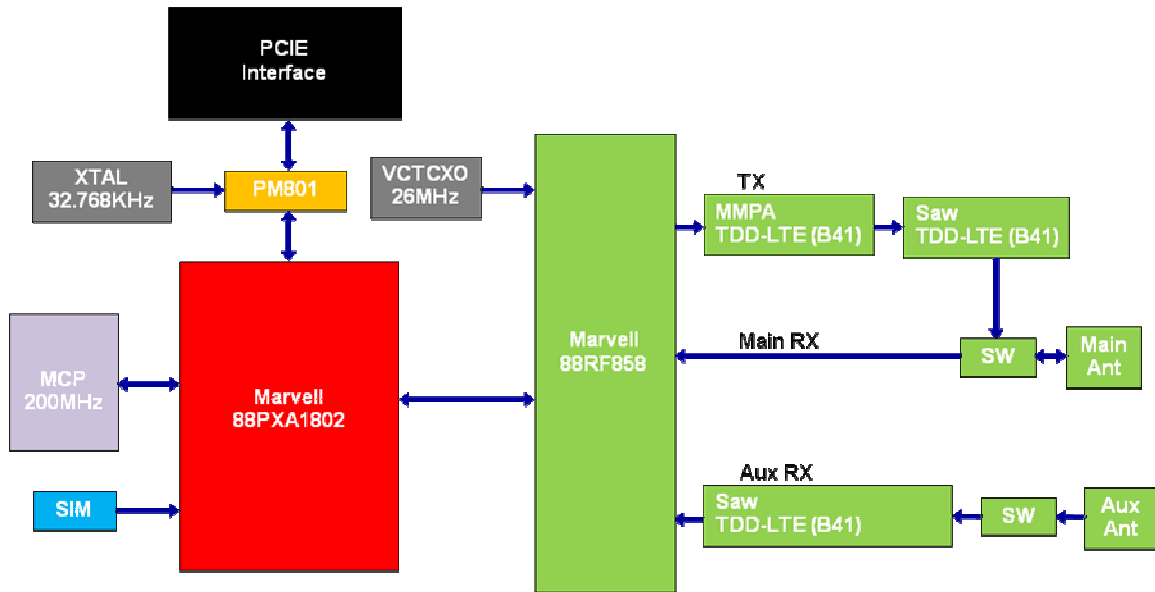 PCIE
Interface
XTAL
32.768KHz
PM801
VCTCXO
26MHz
TX
MMPA
TDD-LTE (B41)
Saw
TDD-LTE (B41)
MCP
200MHz
Marvell
88PXA1802
Marvell
88RF858
Main RX
SW
Main
Ant
SIM
Aux RX
Saw
TDD-LTE (B41)
SW
Aux
Ant